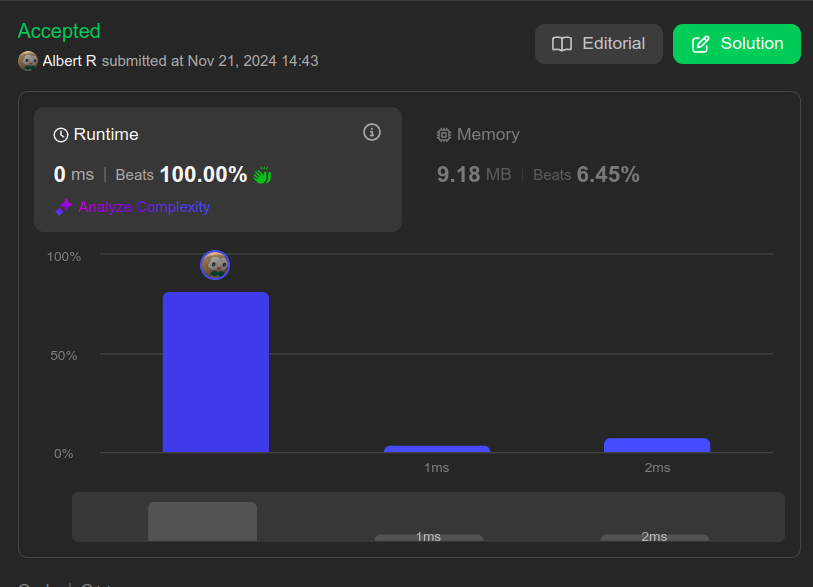 Accepted
Albert R submitted at Nov 21, 2024 14:43
Editorial
Solution
Runtime
0 ms | Beats 100.00%
Analyze Complexity
Memory
9.18 MB | Beats 6.45%
100%
50%
0%
1ms 2ms
1ms 2ms